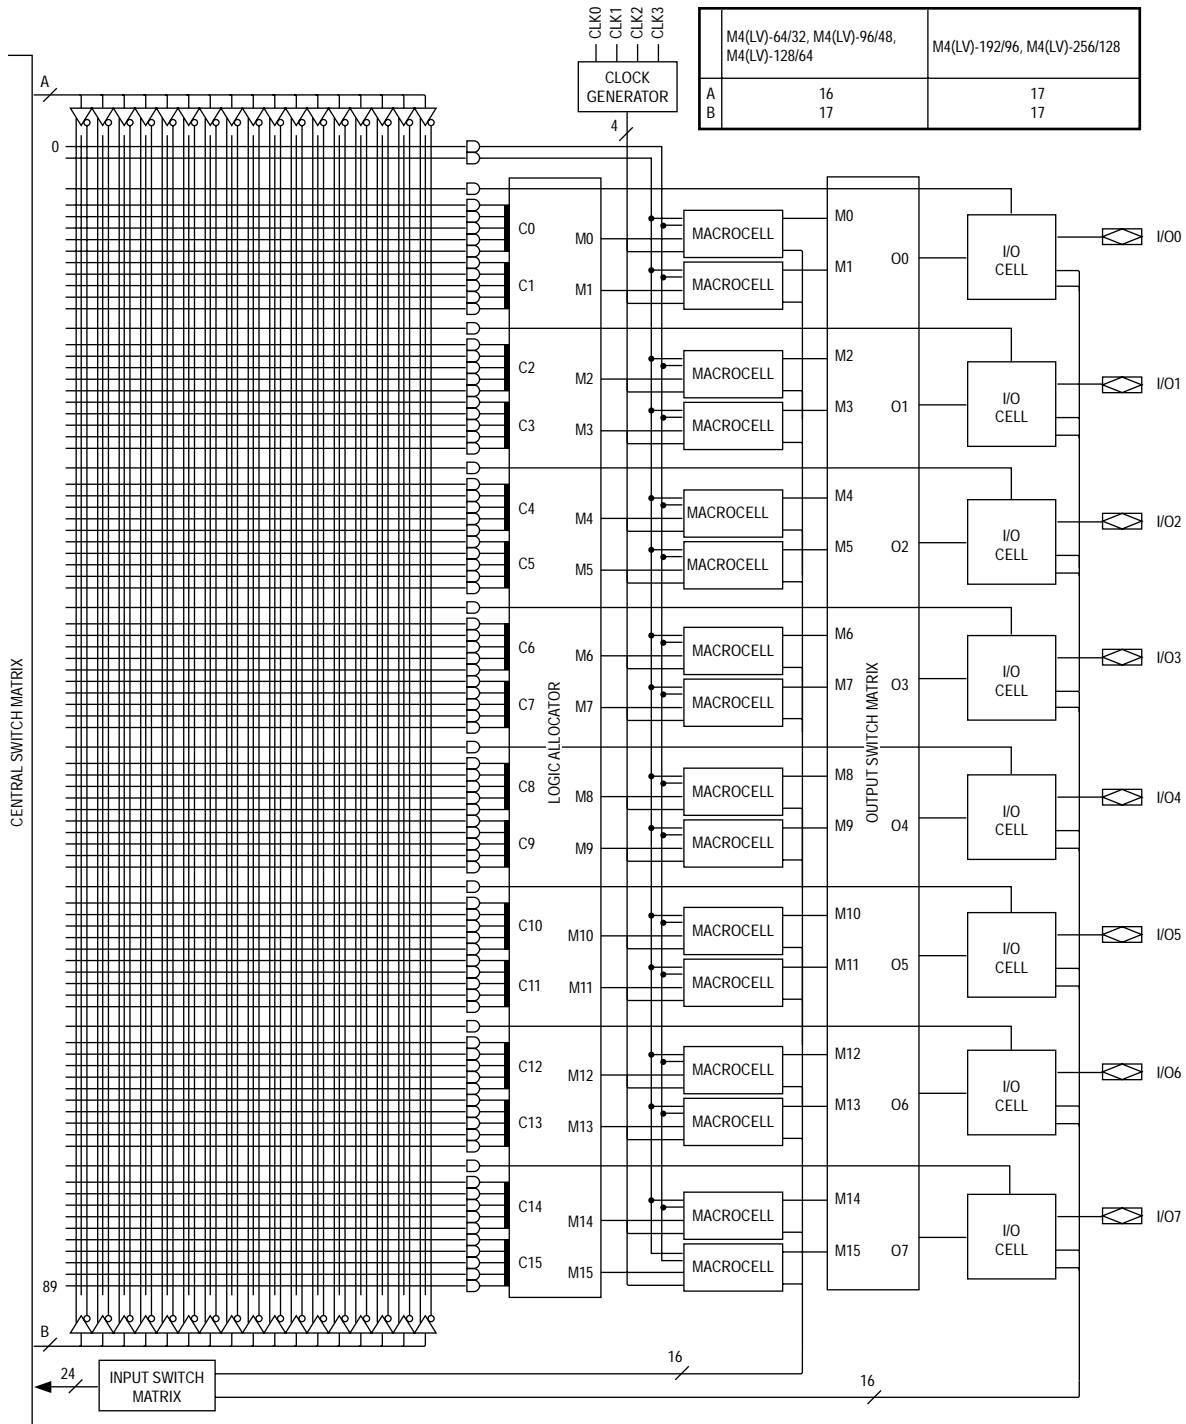 CLK0
CLK1
CLK2
CLK3
CLOCK
GENERATOR
4
M4(LV)-64/32, M4(LV)-96/48,
M4(LV)-128/64
M4(LV)-192/96, M4(LV)-256/128
A 16 17
B 17 17
A
0
CENTRAL SWITCH MATRIX
LOGIC ALLOCATOR
OUTPUT SWITCH MATRIX
C0 M0 MACROCELL M0
C1 M1 MACROCELL M1
O0
I/O
CELL
I/O0
C2 M2 MACROCELL M2
C3 M3 MACROCELL M3
O1
I/O
CELL
I/O1
C4 M4 MACROCELL M4
C5 M5 MACROCELL M5
O2
I/O
CELL
I/O2
C6 M6 MACROCELL M6
C7 M7 MACROCELL M7
O3
I/O
CELL
I/O3
C8 M8 MACROCELL M8
C9 M9 MACROCELL M9
O4
I/O
CELL
I/O4
C10 M10 MACROCELL M10
C11 M11 MACROCELL M11
O5
I/O
CELL
I/O5
C12 M12 MACROCELL M12
C13 M13 MACROCELL M13
O6
I/O
CELL
I/O6
C14 M14 MACROCELL M14
C15 M15 MACROCELL M15
O7
I/O
CELL
I/O7
89
B
24
INPUT SWITCH
MATRIX
16
16